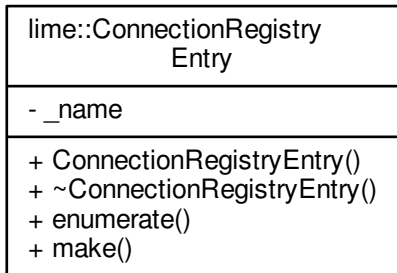 lime::ConnectionRegistry
Entry
- _name
+ ConnectionRegistryEntry()
+ ~ConnectionRegistryEntry()
+ enumerate()
+ make()